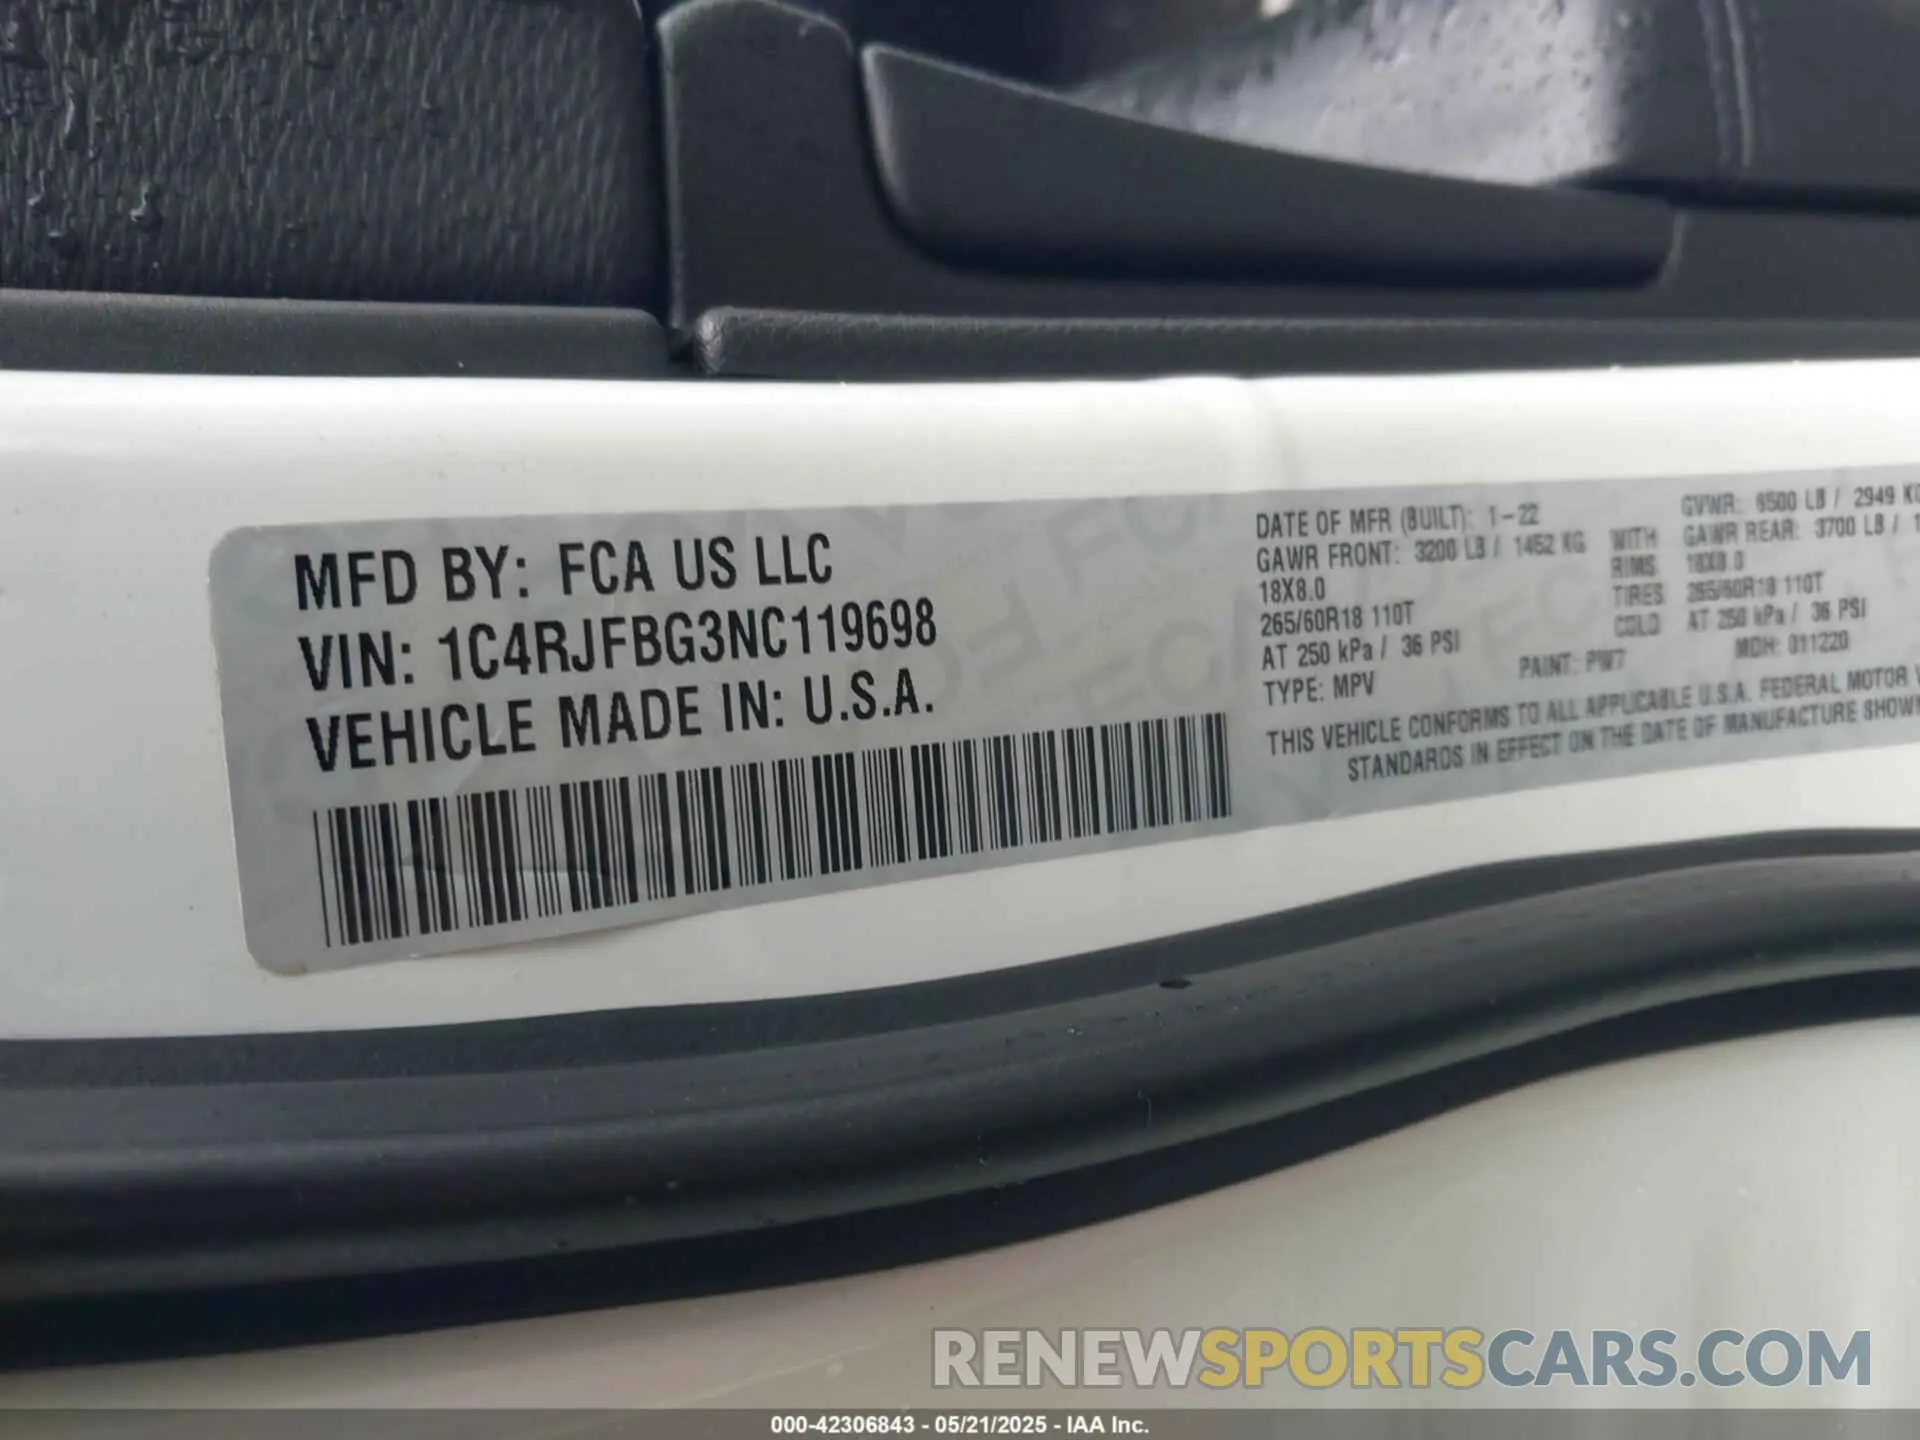 MFD BY: FCA US LLC
VIN: 1C4RJFBG3NC119698
VEHICLE MADE IN: U.S.A.
DATE OF MFR (BUILT): 1-22
GVWR: 6500 LB / 2949 KG
GAWR FRONT: 3200 LB / 1452 KG WITH GAWR REAR: 3700 LB / 1
18X8.0 RIMS 18X8.0
265/60R18 110T TIRES 265/60R18 110T
AT 250 kPa / 36 PSI COLD AT 250 kPa / 36 PSI
TYPE: MPV PAINT: PW7 MDH: 011220
THIS VEHICLE CONFORMS TO ALL APPLICABLE U.S.A. FEDERAL MOTOR V
STANDARDS IN EFFECT ON THE DATE OF MANUFACTURE SHOWN
RENEWSPORTSCARS.COM
000-42306843 - 05/21/2025 - IAA Inc.